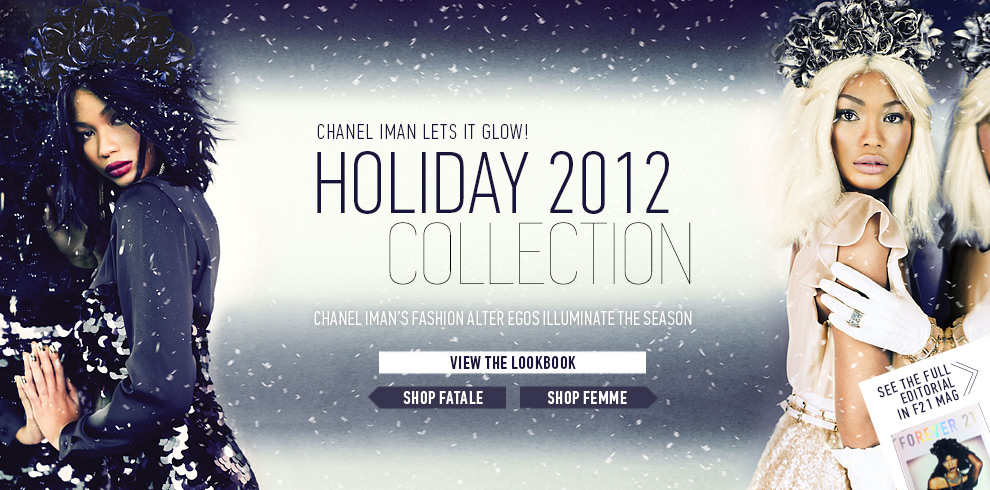 CHANEL IMAN LETS IT GLOW!
HOLIDAY 2012
COLLECTION
CHANEL IMAN'S FASHION ALTER EGOS ILLUMINATE THE SEASON
VIEW THE LOOKBOOK
SHOP FATALE
SHOP FEMME
SEE THE FULL
EDITORIAL
IN F21 MAG
FOREVER 21